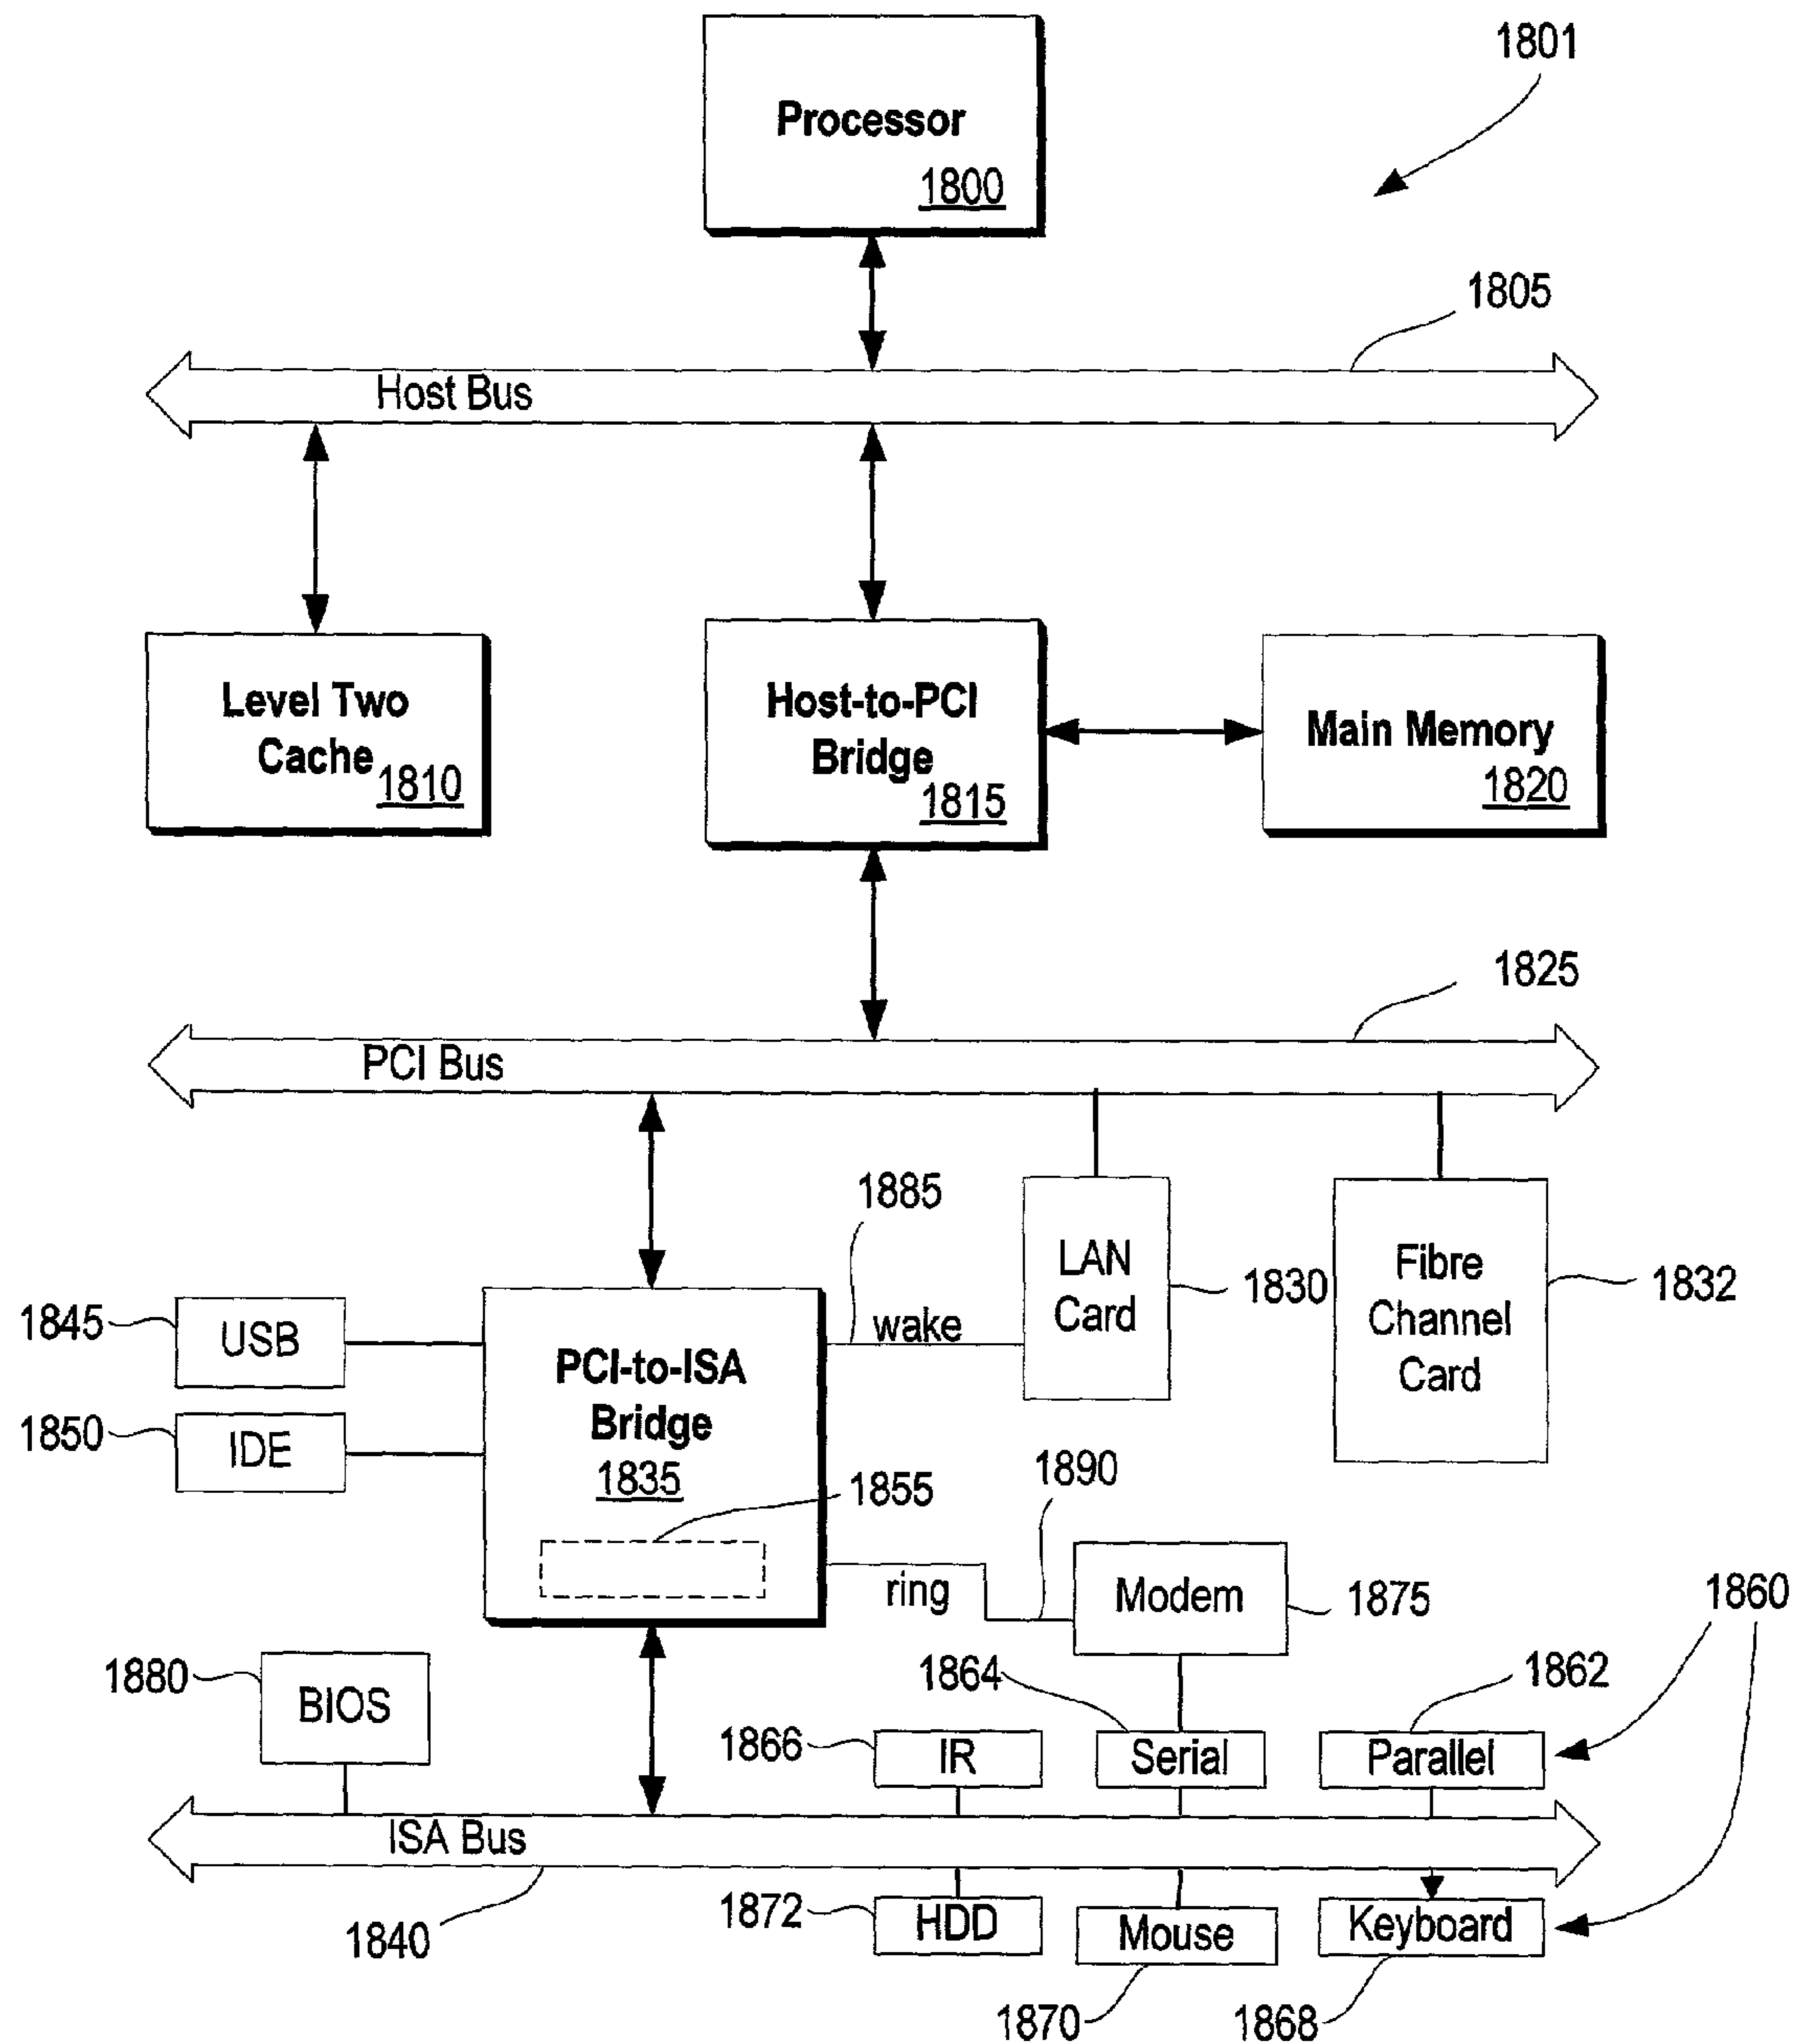 1801
Processor
1800
1805
Host Bus
Level Two
Cache
1810
Host-to-PCI
Bridge
1815
Main Memory
1820
1825
PCI Bus
1885
wake
LAN
Card
1830
Fibre
Channel
Card
1832
1845
USB
1850
IDE
PCI-to-ISA
Bridge
1835
1855
1890
ring
Modem
1875
1860
1880
BIOS
1864
1862
1866
IR
Serial
Parallel
ISA Bus
1840
1872
HDD
Mouse
Keyboard
1870
1868